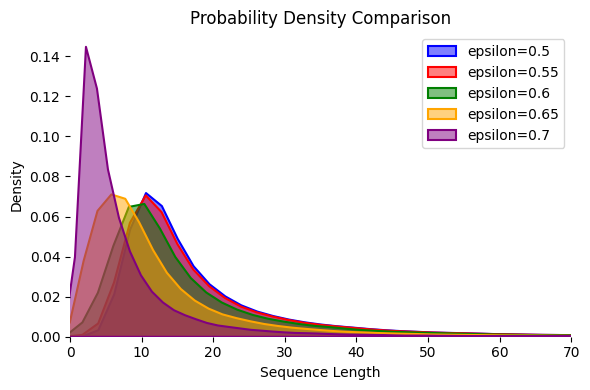 Probability Density Comparison
epsilon=0.5
epsilon=0.55
epsilon=0.6
epsilon=0.65
epsilon=0.7
Density
0.14
0.12
0.10
0.08
0.06
0.04
0.02
0.00
0 10 20 30 40 50 60 70
Sequence Length